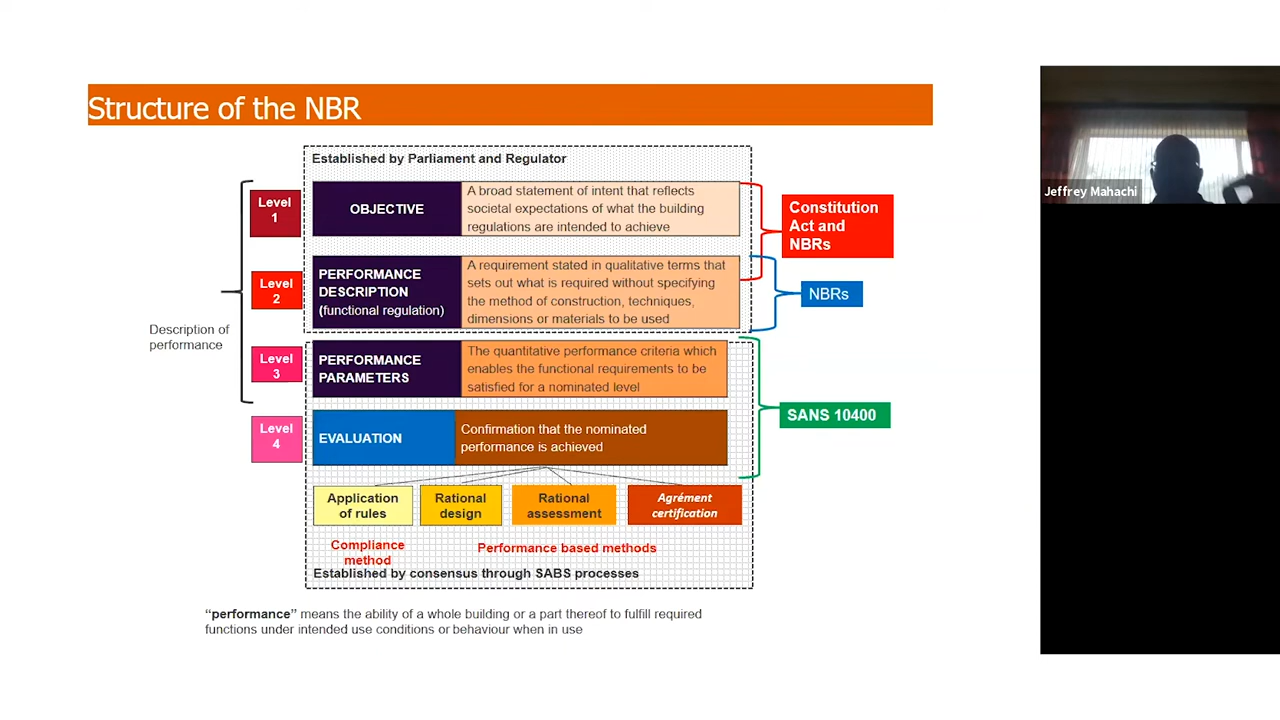 Structure of the NBR
Established by Parliament and Regulator
Level
1
OBJECTIVE
A broad statement of intent that reflects
societal expectations of what the building
regulations are intended to achieve
Constitution
Act and
NBRs
Level
2
PERFORMANCE
DESCRIPTION
(functional regulation)
A requirement stated in qualitative terms that
sets out what is required without specifying
the method of construction, techniques,
dimensions or materials to be used
NBRs
Description of
performance
Level
3
PERFORMANCE
PARAMETERS
The quantitative performance criteria which
enables the functional requirements to be
satisfied for a nominated level
SANS 10400
Level
4
EVALUATION
Confirmation that the nominated
performance is achieved
Application
of rules
Rational
design
Rational
assessment
Agrément
certification
Compliance
method
Performance based methods
Established by consensus through SABS processes
“performance” means the ability of a whole building or a part thereof to fulfill required
functions under intended use conditions or behaviour when in use
Jeffrey Mahachi